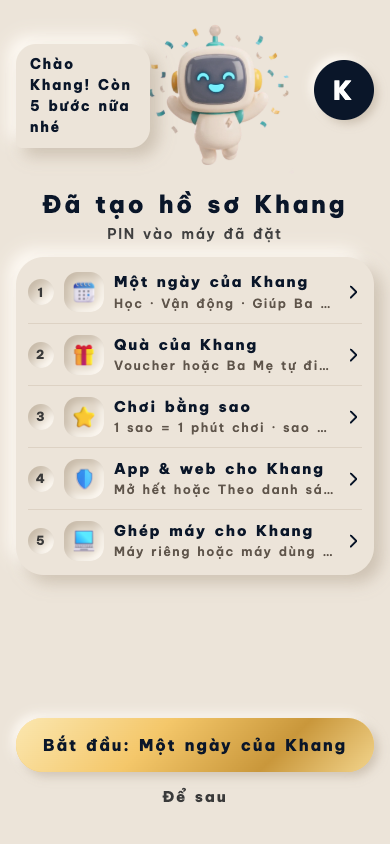 Chào
Khang! Còn
5 bước nữa
nhé
K
Đã tạo hồ sơ Khang
PIN vào máy đã đặt
1
Một ngày của Khang
Học · Vận động · Giúp Ba ...
2
Quà của Khang
Voucher hoặc Ba Mẹ tự đi...
3
Chơi bằng sao
1 sao = 1 phút chơi · sao ...
4
App & web cho Khang
Mở hết hoặc Theo danh sá...
5
Ghép máy cho Khang
Máy riêng hoặc máy dùng ...
Bắt đầu: Một ngày của Khang
Để sau